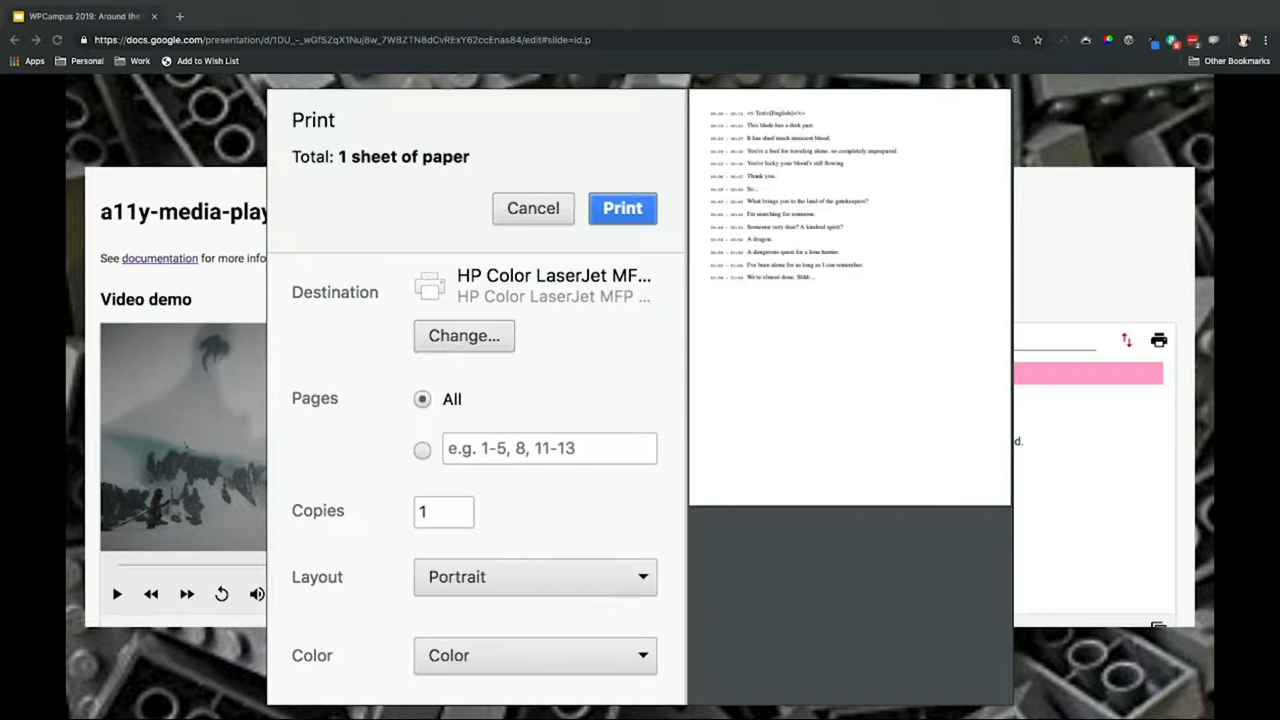 WPCampus 2019: Around the
https://docs.google.com/presentation/d/1DU_-_wGfSZqX1Nuj8w_7WBZTN8dCvRExY62ccEnas84/edit#slide=id.p
Apps Personal Work Add to Wish List Other Bookmarks
Print
Total: 1 sheet of paper
Cancel Print
Destination
HP Color LaserJet MF...
HP Color LaserJet MFP ...
Change...
Pages
All
e.g. 1-5, 8, 11-13
Copies
1
Layout
Portrait
Color
Color
This blade has a dark past.
It has shed much innocent blood.
You're a fool for traveling alone, so completely unprepared.
You're lucky your blood's still flowing.
Thank you.
So...
What brings you to the land of the gatekeepers?
I'm searching for someone.
Someone very dear? A kindred spirit?
A dragon.
A dangerous quest for a lone hunter.
I've been alone for as long as I can remember.
We're almost done. Shhh...
a11y-media-play
See documentation for more info
Video demo
d.